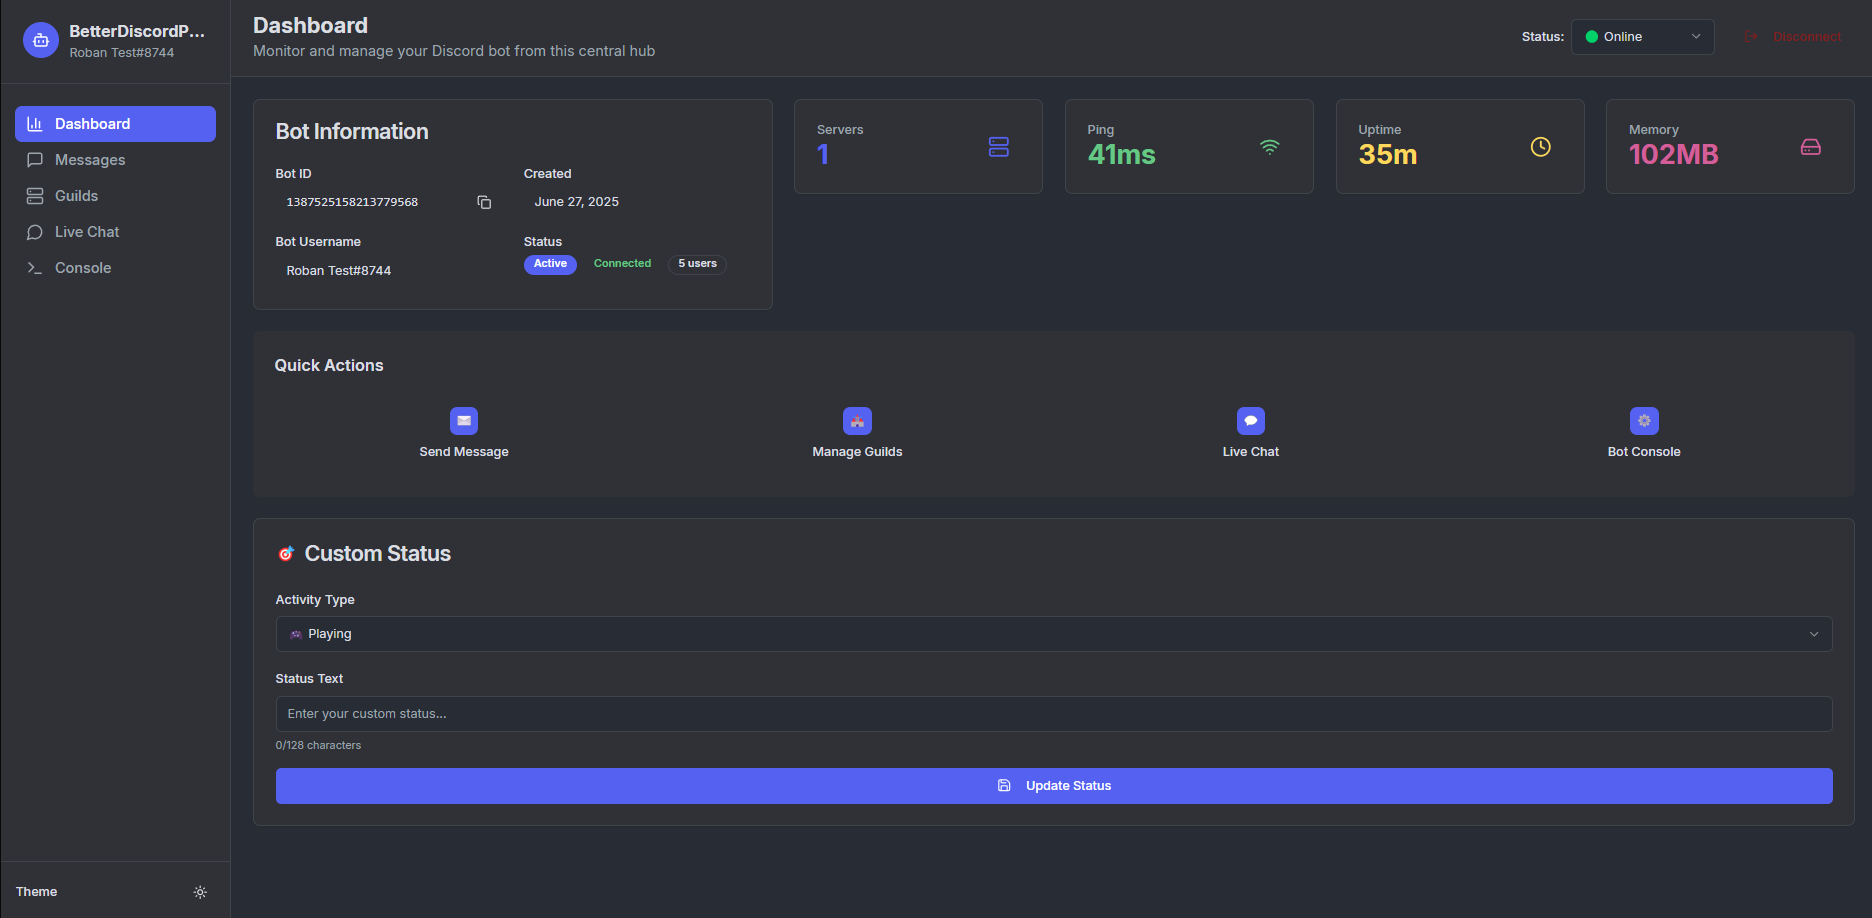 BetterDiscordP...
Roban Test#8744
Dashboard
Messages
Guilds
Live Chat
Console
Theme
Dashboard
Monitor and manage your Discord bot from this central hub
Status:
Online
Disconnect
Bot Information
Bot ID
1387525158213779568
Created
June 27, 2025
Bot Username
Roban Test#8744
Status
Active
Connected
5 users
Servers
1
Ping
41ms
Uptime
35m
Memory
102MB
Quick Actions
Send Message
Manage Guilds
Live Chat
Bot Console
Custom Status
Activity Type
Playing
Status Text
Enter your custom status...
0/128 characters
Update Status